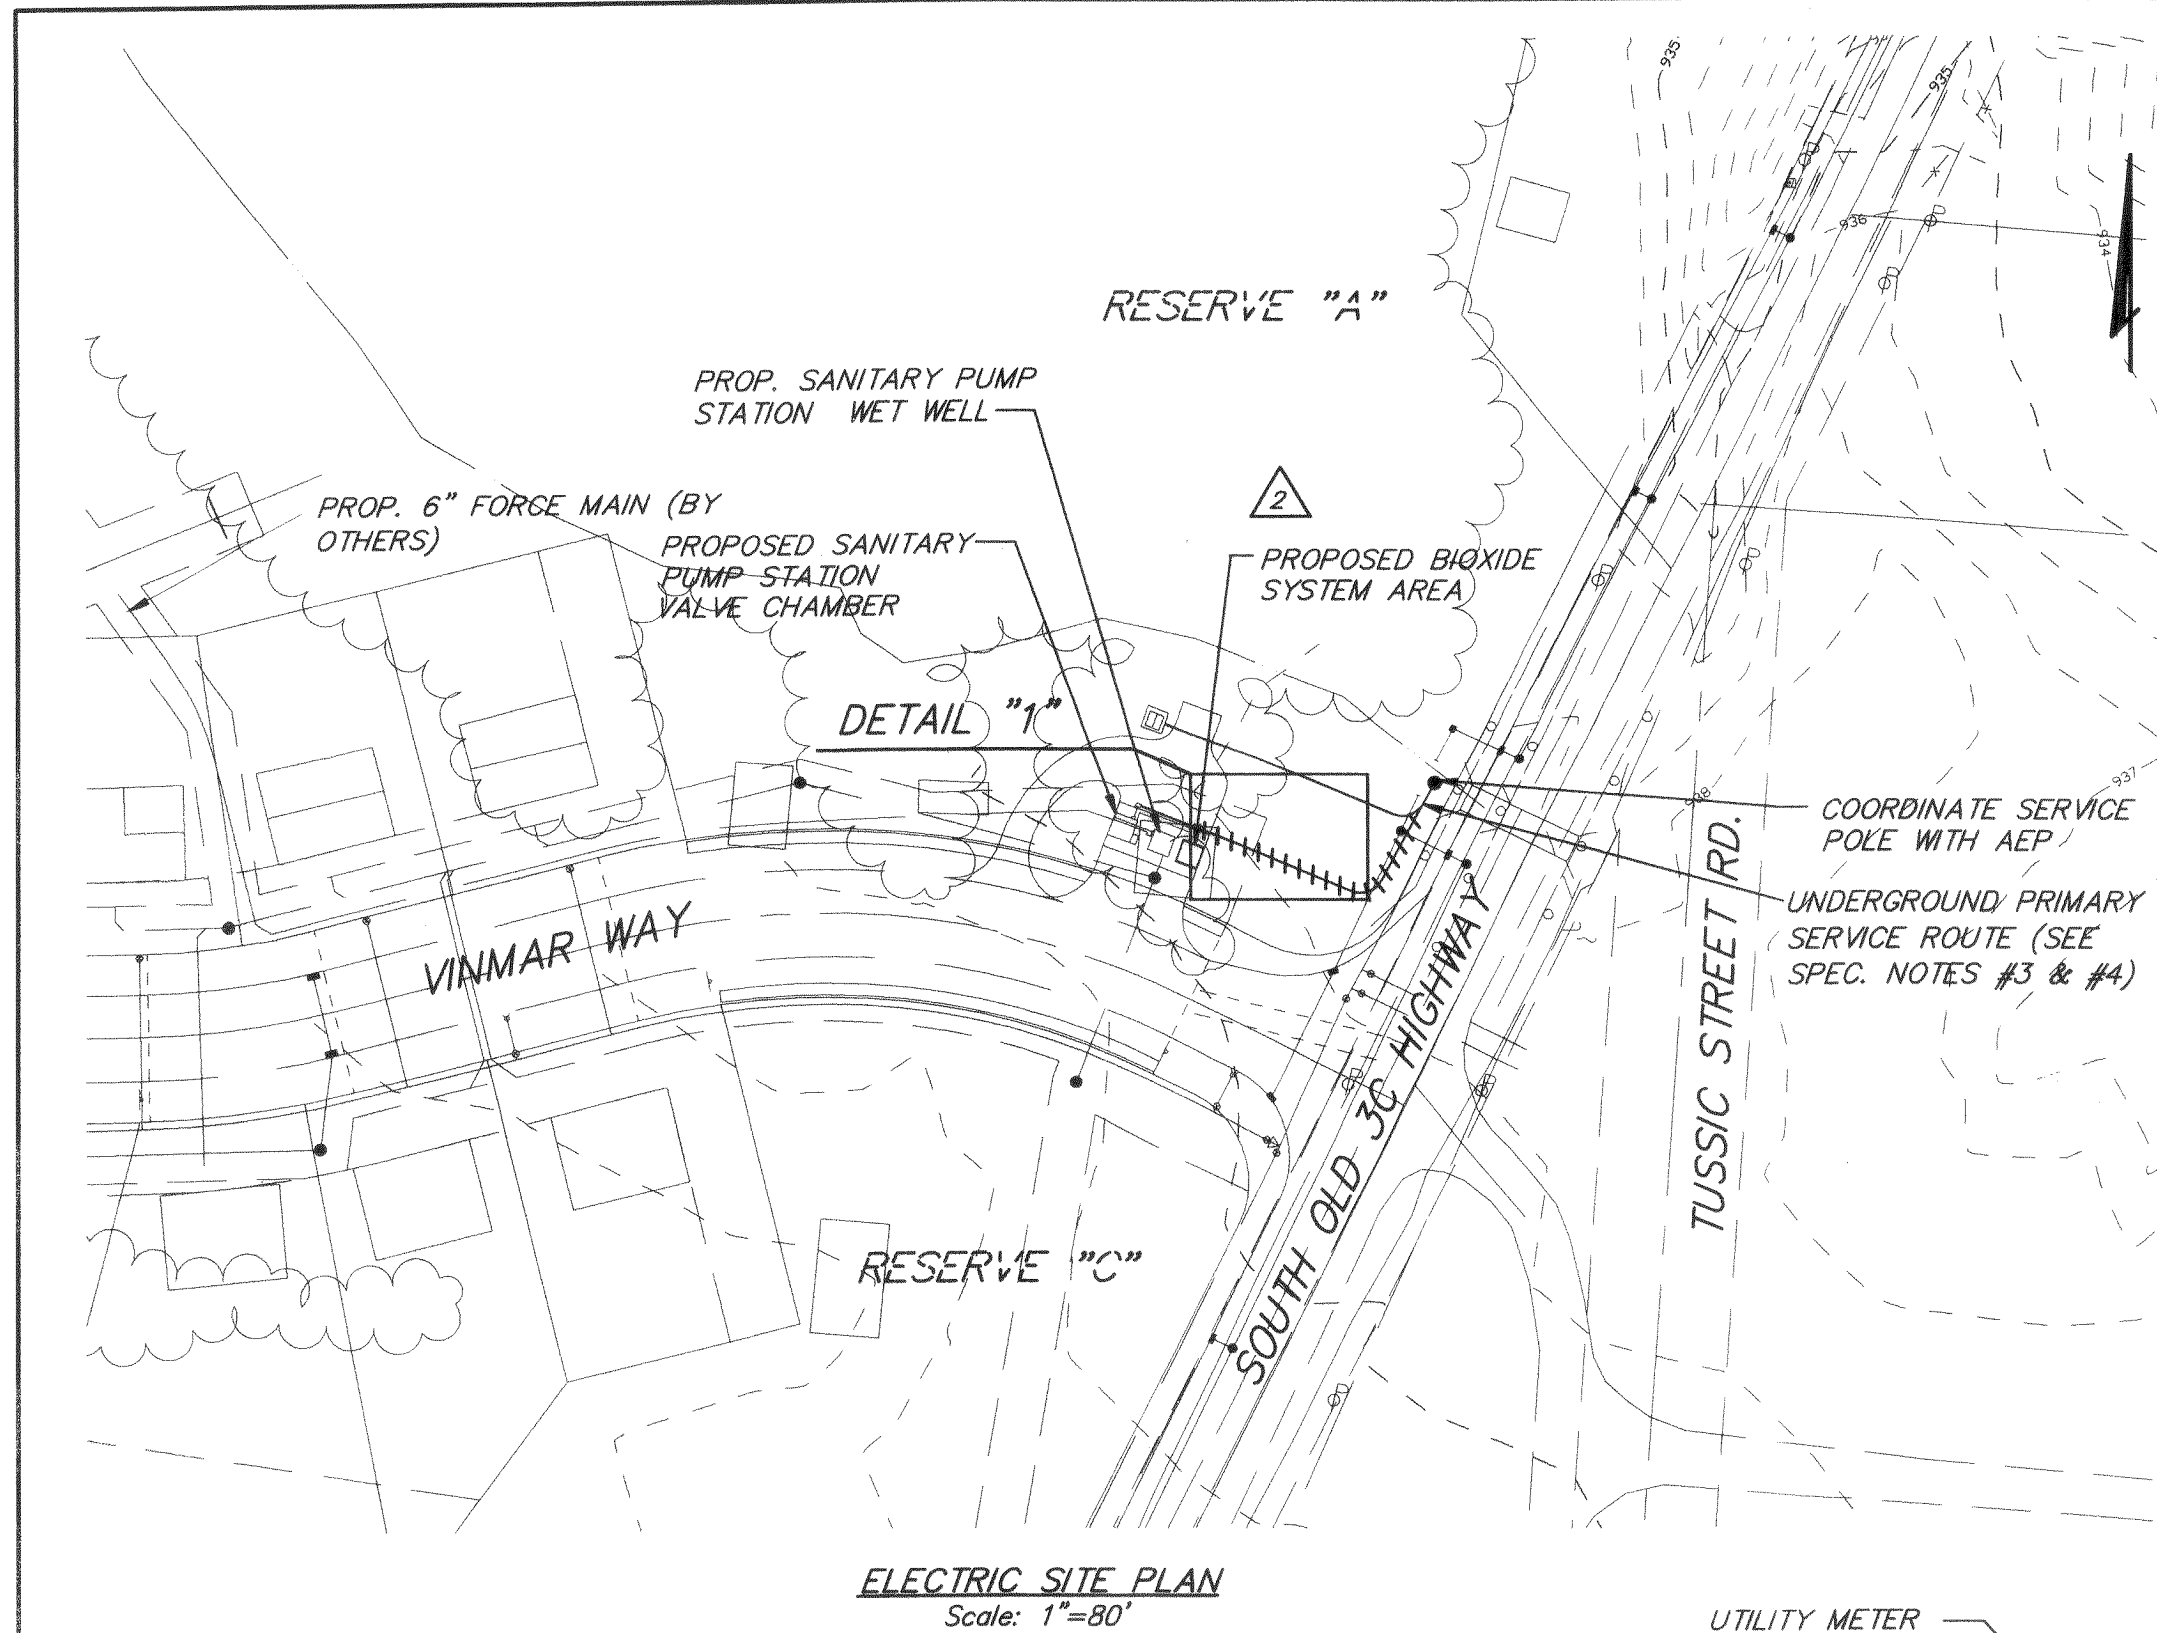 935
935
936
934
RESERVE "A"
PROP. SANITARY PUMP
STATION WET WELL
2
PROP. 6" FORCE MAIN (BY
OTHERS)
PROPOSED SANITARY
PUMP STATION
VALVE CHAMBER
PROPOSED BIOXIDE
SYSTEM AREA
DETAIL "1"
937
938
COORDINATE SERVICE
POLE WITH AEP
UNDERGROUND PRIMARY
SERVICE ROUTE (SEE
SPEC. NOTES #3 & #4)
VINMAR WAY
SOUTH OLD 3C HIGHWAY
TUSSIC STREET RD.
RESERVE "C"
ELECTRIC SITE PLAN
Scale: 1"=80'
UTILITY METER